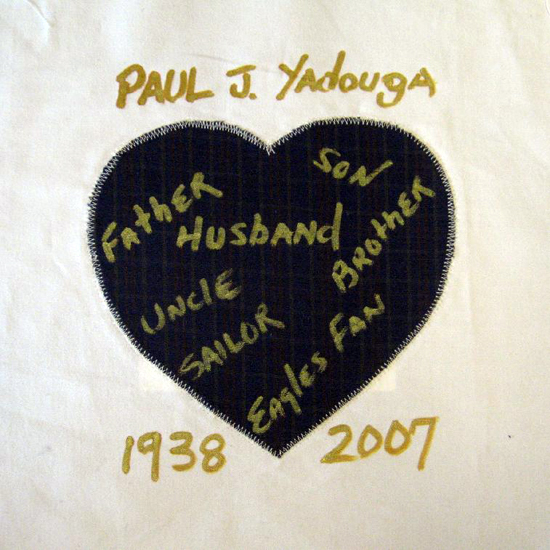 PAUL J. Yadouga
SON
FatHER
HUSbANd
BRotHER
UNCLE
SAILOR
Eagles FAN
1938 2007